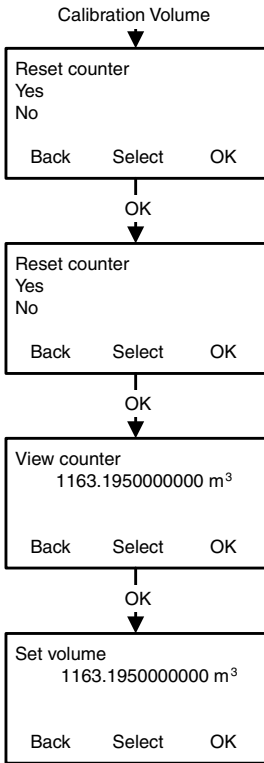 Calibration Volume
Reset counter
Yes
No
Back Select OK
OK
Reset counter
Yes
No
Back Select OK
OK
View counter
1163.1950000000 m³
Back Select OK
OK
Set volume
1163.1950000000 m³
Back Select OK